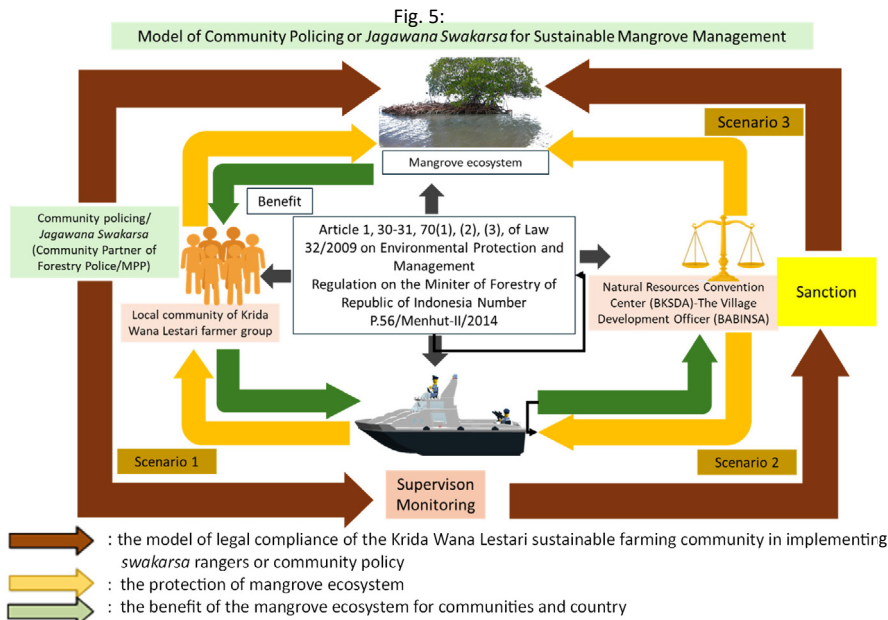 Fig. 5:
Model of Community Policing or Jagawana Swakarsa for Sustainable Mangrove Management
Scenario 3
Mangrove ecosystem
Benefit
Community policing/
Jagawana Swakarsa
(Community Partner of
Forestry Police/MPP)
Article 1, 30-31, 70(1), (2), (3), of Law
32/2009 on Environmental Protection and
Management
Regulation on the Miniter of Forestry of
Republic of Indonesia Number
P.56/Menhut-II/2014
Local community of Krida
Wana Lestari farmer
group
Natural Resources Convention
Center (BKSDA)-The Village
Development Officer (BABINSA)
Sanction
Scenario 1
Scenario 2
Supervison
Monitoring
: the model of legal compliance of the Krida Wana Lestari sustainable farming community in implementing
swakarsa rangers or community policy
: the protection of mangrove ecosystem
: the benefit of the mangrove ecosystem for communities and country